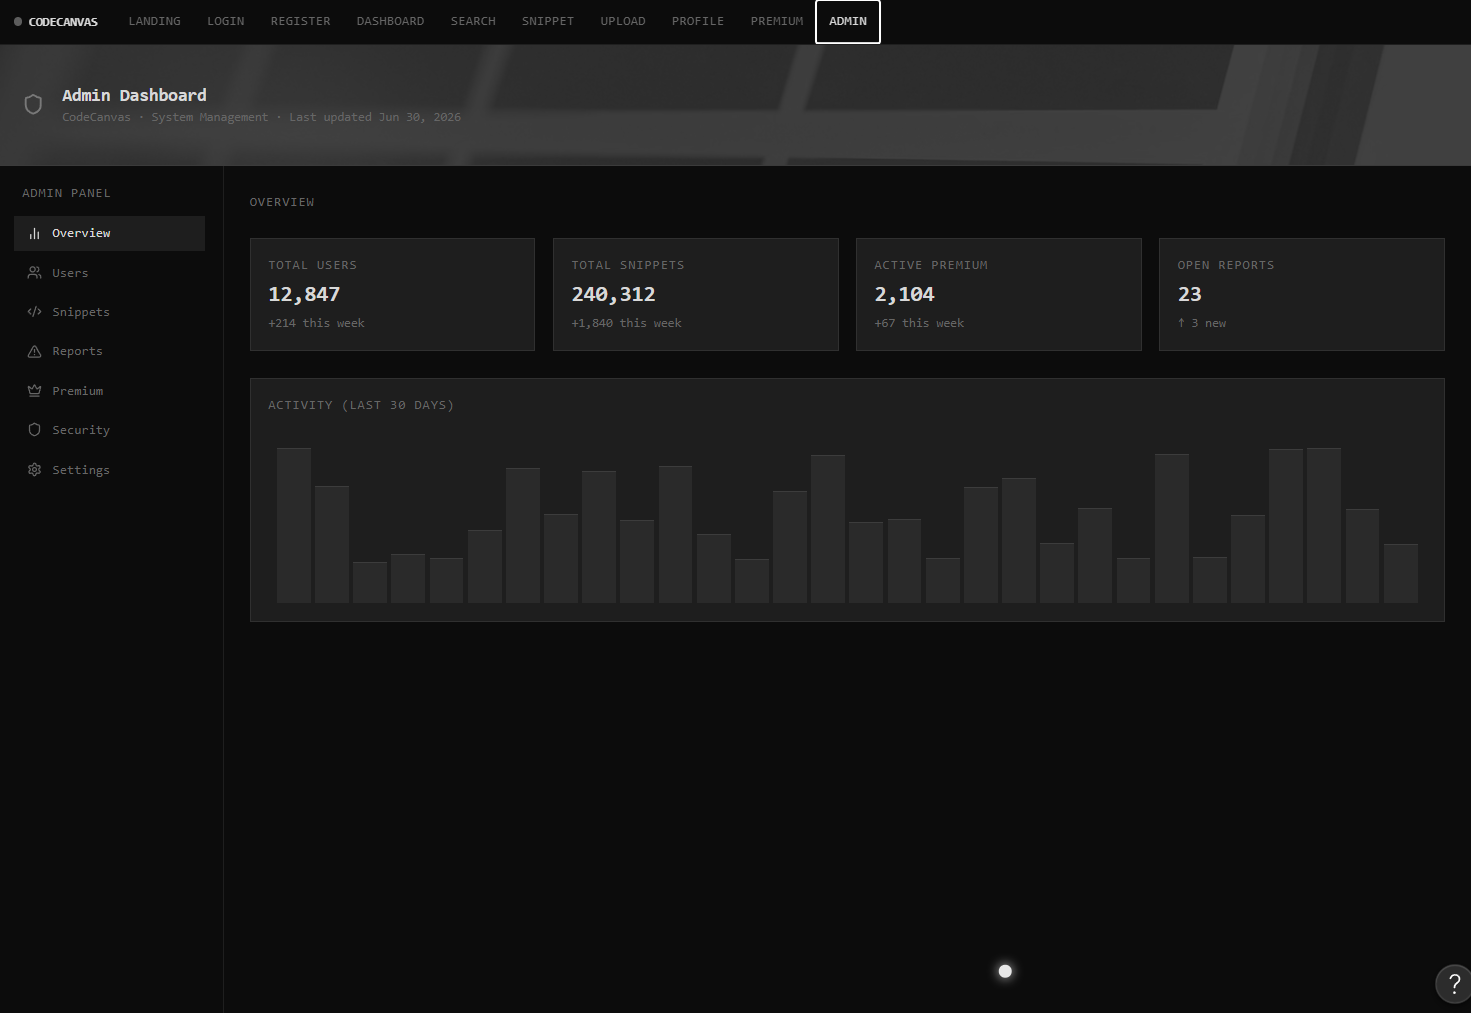 CODECANVAS LANDING LOGIN REGISTER DASHBOARD SEARCH SNIPPET UPLOAD PROFILE PREMIUM ADMIN
Admin Dashboard
CodeCanvas · System Management · Last updated Jun 30, 2026
ADMIN PANEL
Overview
Users
Snippets
Reports
Premium
Security
Settings
OVERVIEW
TOTAL USERS
12,847
+214 this week
TOTAL SNIPPETS
240,312
+1,840 this week
ACTIVE PREMIUM
2,104
+67 this week
OPEN REPORTS
23
↑ 3 new
ACTIVITY (LAST 30 DAYS)
?